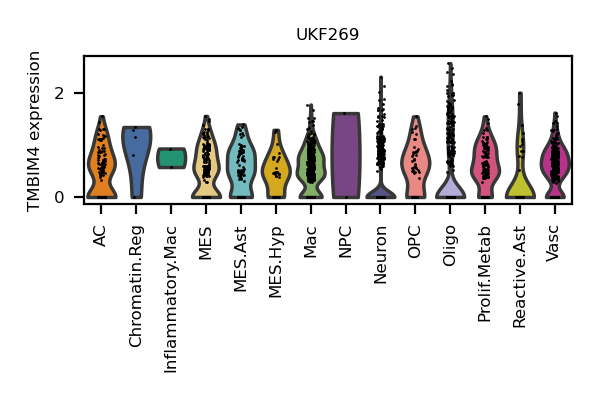 UKF269
TMBIM4 expression
2
0
AC
Chromatin.Reg
Inflammatory.Mac
MES
MES.Ast
MES.Hyp
Mac
NPC
Neuron
OPC
Oligo
Prolif.Metab
Reactive.Ast
Vasc